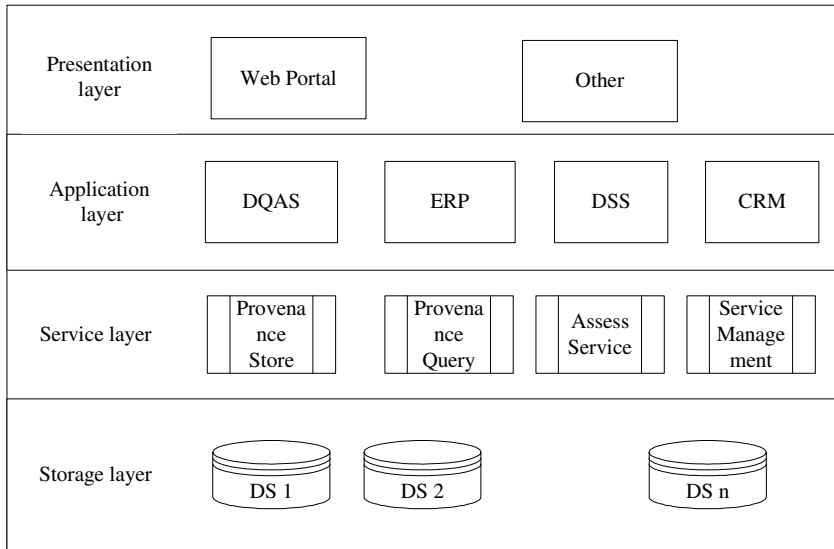 Presentation
layer
Web Portal
Other
Application
layer
DQAS
ERP
DSS
CRM
Service layer
Provena
nce
Store
Provena
nce
Query
Assess
Service
Service
Manage
ment
Storage layer
DS 1
DS 2
DS n